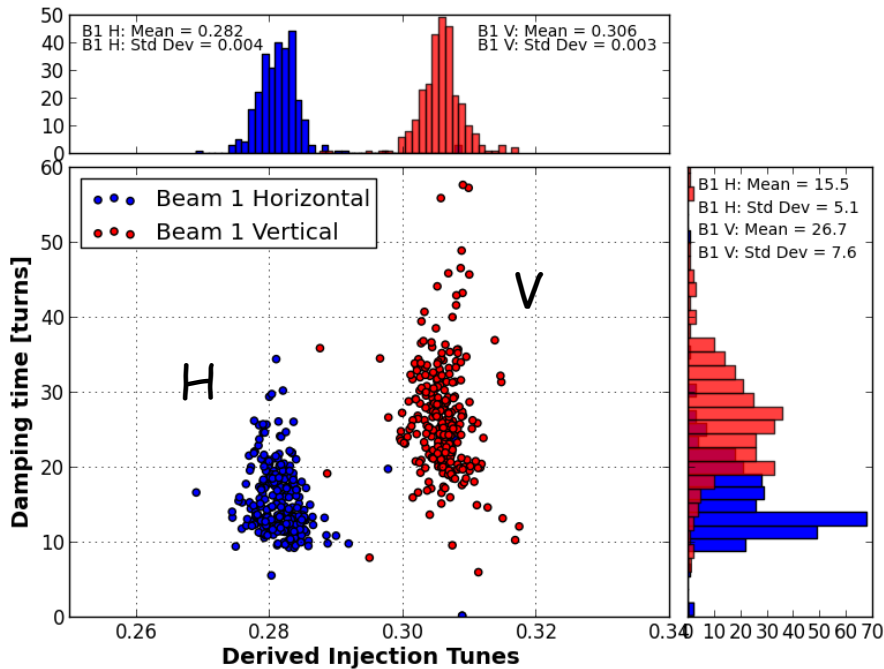 50
40
30
20
10
0
B1 H: Mean = 0.282
B1 H: Std Dev = 0.004
B1 V: Mean = 0.306
B1 V: Std Dev = 0.003
60
50
40
30
20
10
0
Damping time [turns]
Beam 1 Horizontal
Beam 1 Vertical
H
V
0.26 0.28 0.30 0.32 0.34
Derived Injection Tunes
B1 H: Mean = 15.5
B1 H: Std Dev = 5.1
B1 V: Mean = 26.7
B1 V: Std Dev = 7.6
0 10 20 30 40 50 60 70